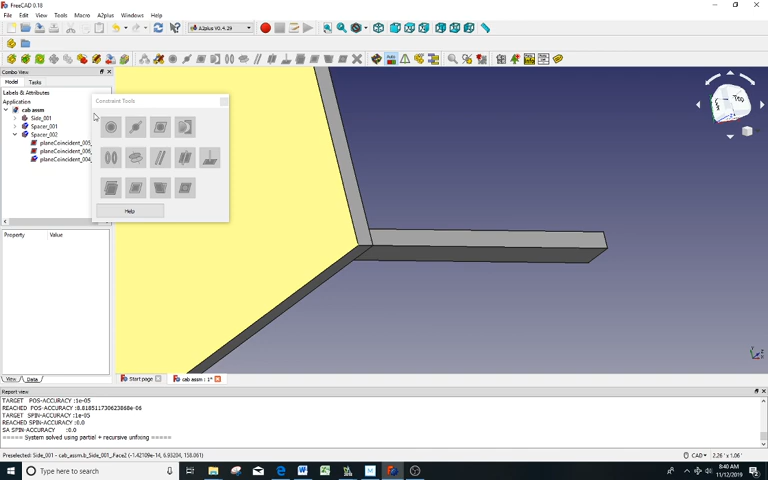 FreeCAD 0.18
File Edit View Tools Macro A2plus Windows Help
A2plus V0.4.29
Combo View
Model Tasks
Labels & Attributes
Application
cab assm
Side_001
Spacer_001
Spacer_002
planeCoincident_005
planeCoincident_006
planeCoincident_004
Constraint Tools
Help
Property Value
View Data
Start page cab assm : 1*
Report view
TARGET POS-ACCURACY :1e-05
REACHED POS-ACCURACY :8.818511730623868e-06
TARGET SPIN-ACCURACY :1e-05
REACHED SPIN-ACCURACY :0.0
SA SPIN-ACCURACY :0.0
===== System solved using partial + recursive unfixing =====
Preselected: Side_001 - cab_assm.b_Side_001_.Face2 (-1.42109e-14, 6.93204, 158.061)
CAD 2.26 ' x 1.06 '
Type here to search
8:40 AM
11/12/2019
Top